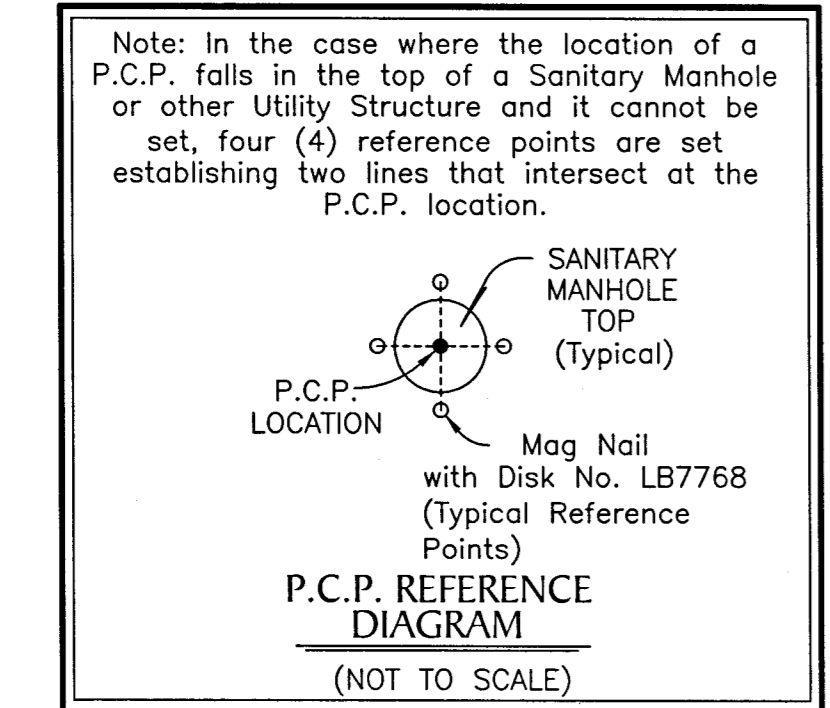 Note: In the case where the location of a
P.C.P. falls in the top of a Sanitary Manhole
or other Utility Structure and it cannot be
set, four (4) reference points are set
establishing two lines that intersect at the
P.C.P. location.
SANITARY
MANHOLE
TOP
(Typical)
P.C.P.
LOCATION
Mag Nail
with Disk No. LB7768
(Typical Reference
Points)
P.C.P. REFERENCE
DIAGRAM
(NOT TO SCALE)